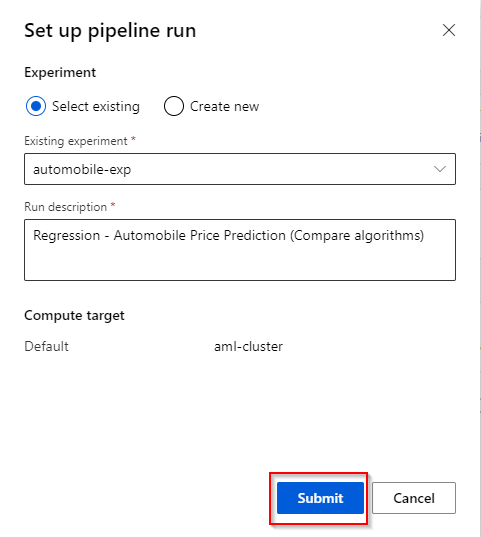 Set up pipeline run
Experiment
Select existing
Create new
Existing experiment *
automobile-exp
Run description *
Regression - Automobile Price Prediction (Compare algorithms)
Compute target
Default aml-cluster
Submit Cancel